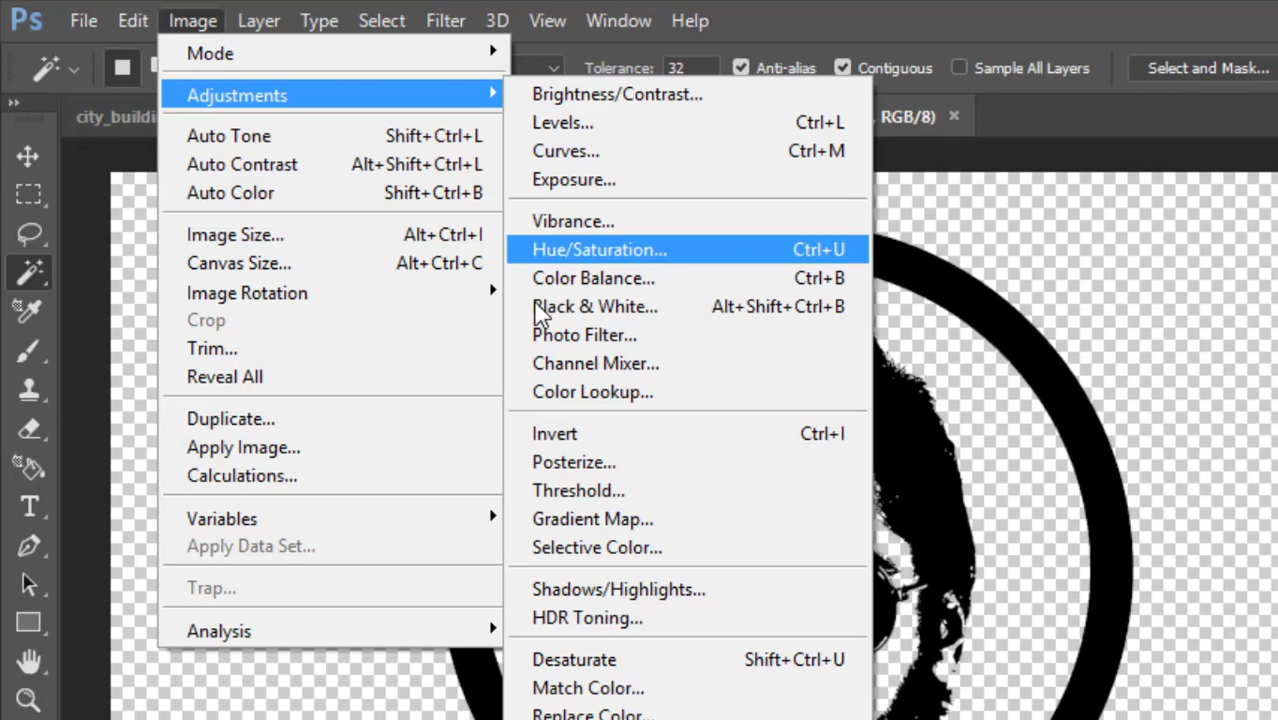 Ps File Edit Image Layer Type Select Filter 3D View Window Help
Tolerance: 32 Anti-alias Contiguous Sample All Layers Select and Mask...
city_buildi RGB/8)
Mode
Adjustments
Auto Tone Shift+Ctrl+L
Auto Contrast Alt+Shift+Ctrl+L
Auto Color Shift+Ctrl+B
Image Size... Alt+Ctrl+I
Canvas Size... Alt+Ctrl+C
Image Rotation
Crop
Trim...
Reveal All
Duplicate...
Apply Image...
Calculations...
Variables
Apply Data Set...
Trap...
Analysis
Brightness/Contrast...
Levels... Ctrl+L
Curves... Ctrl+M
Exposure...
Vibrance...
Hue/Saturation... Ctrl+U
Color Balance... Ctrl+B
Black & White... Alt+Shift+Ctrl+B
Photo Filter...
Channel Mixer...
Color Lookup...
Invert Ctrl+I
Posterize...
Threshold...
Gradient Map...
Selective Color...
Shadows/Highlights...
HDR Toning...
Desaturate Shift+Ctrl+U
Match Color...
Replace Color...